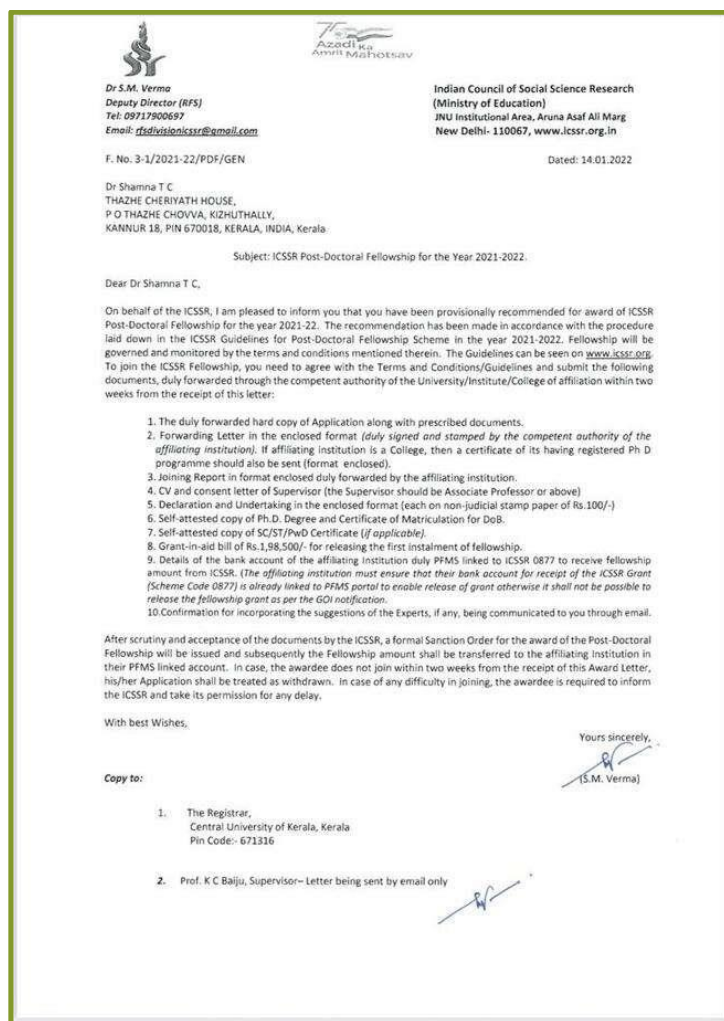 Azadi Ka
Amrit Mahotsav
Dr S.M. Verma
Deputy Director (RFS)
Tel: 09717900697
Email: rfsdivisionicssr@gmail.com
Indian Council of Social Science Research
(Ministry of Education)
JNU Institutional Area, Aruna Asaf Ali Marg
New Delhi- 110067, www.icssr.org.in
F. No. 3-1/2021-22/PDF/GEN
Dated: 14.01.2022
Dr Shamna T C
THAZHE CHERIYATH HOUSE,
P O THAZHE CHOVVA, KIZHUTHALLY,
KANNUR 18, PIN 670018, KERALA, INDIA, Kerala
Subject: ICSSR Post-Doctoral Fellowship for the Year 2021-2022.
Dear Dr Shamna T C,
On behalf of the ICSSR, I am pleased to inform you that you have been provisionally recommended for award of ICSSR
Post-Doctoral Fellowship for the year 2021-22. The recommendation has been made in accordance with the procedure
laid down in the ICSSR Guidelines for Post-Doctoral Fellowship Scheme in the year 2021-2022. Fellowship will be
governed and monitored by the terms and conditions mentioned therein. The Guidelines can be seen on www.icssr.org.
To join the ICSSR Fellowship, you need to agree with the Terms and Conditions/Guidelines and submit the following
documents, duly forwarded through the competent authority of the University/Institute/College of affiliation within two
weeks from the receipt of this letter:
1. The duly forwarded hard copy of Application along with prescribed documents.
2. Forwarding Letter in the enclosed format (duly signed and stamped by the competent authority of the
affiliating institution). If affiliating institution is a College, then a certificate of its having registered Ph D
programme should also be sent (format enclosed).
3. Joining Report in format enclosed duly forwarded by the affiliating institution.
4. CV and consent letter of Supervisor (the Supervisor should be Associate Professor or above)
5. Declaration and Undertaking in the enclosed format (each on non-judicial stamp paper of Rs.100/-)
6. Self-attested copy of Ph.D. Degree and Certificate of Matriculation for DoB.
7. Self-attested copy of SC/ST/PwD Certificate (if applicable).
8. Grant-in-aid bill of Rs.1,98,500/- for releasing the first instalment of fellowship.
9. Details of the bank account of the affiliating Institution duly PFMS linked to ICSSR 0877 to receive fellowship
amount from ICSSR. (The affiliating institution must ensure that their bank account for receipt of the ICSSR Grant
(Scheme Code 0877) is already linked to PFMS portal to enable release of grant otherwise it shall not be possible to
release the fellowship grant as per the GOI notification.
10.Confirmation for incorporating the suggestions of the Experts, if any, being communicated to you through email.
After scrutiny and acceptance of the documents by the ICSSR, a formal Sanction Order for the award of the Post-Doctoral
Fellowship will be issued and subsequently the Fellowship amount shall be transferred to the affiliating Institution in
their PFMS linked account. In case, the awardee does not join within two weeks from the receipt of this Award Letter,
his/her Application shall be treated as withdrawn. In case of any difficulty in joining, the awardee is required to inform
the ICSSR and take its permission for any delay.
With best Wishes,
Yours sincerely,
(S.M. Verma)
Copy to:
1. The Registrar,
Central University of Kerala, Kerala
Pin Code:- 671316
2. Prof. K C Baiju, Supervisor– Letter being sent by email only